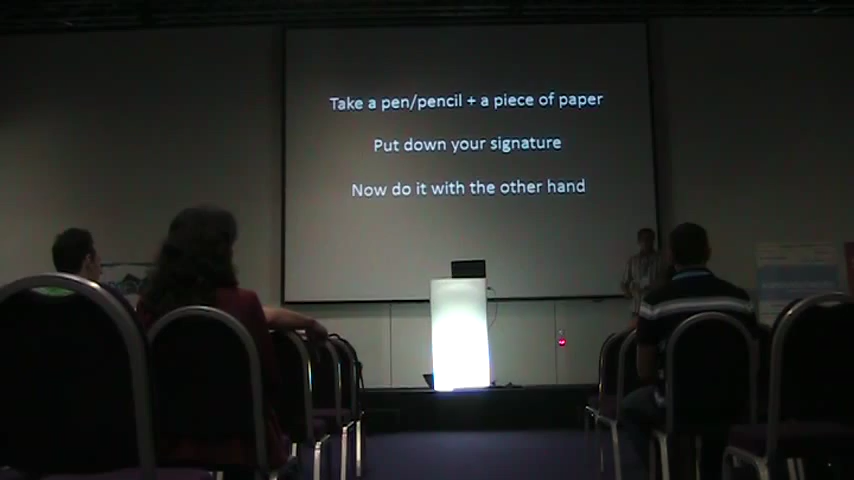 Take a pen/pencil + a piece of paper
Put down your signature
Now do it with the other hand